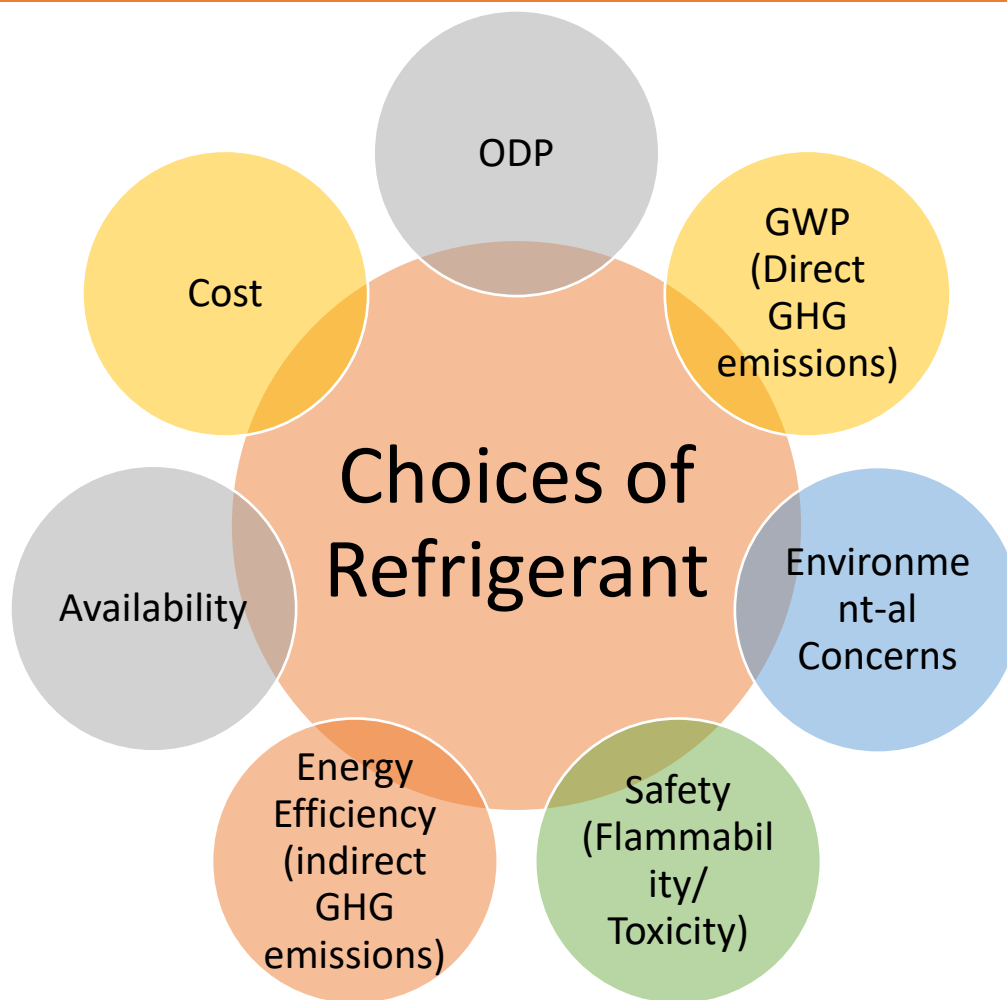 ODP
GWP
(Direct
GHG
emissions)
Environme
nt-al
Concerns
Safety
(Flammabil
ity/
Toxicity)
Energy
Efficiency
(indirect
GHG
emissions)
Availability
Cost
Choices of
Refrigerant